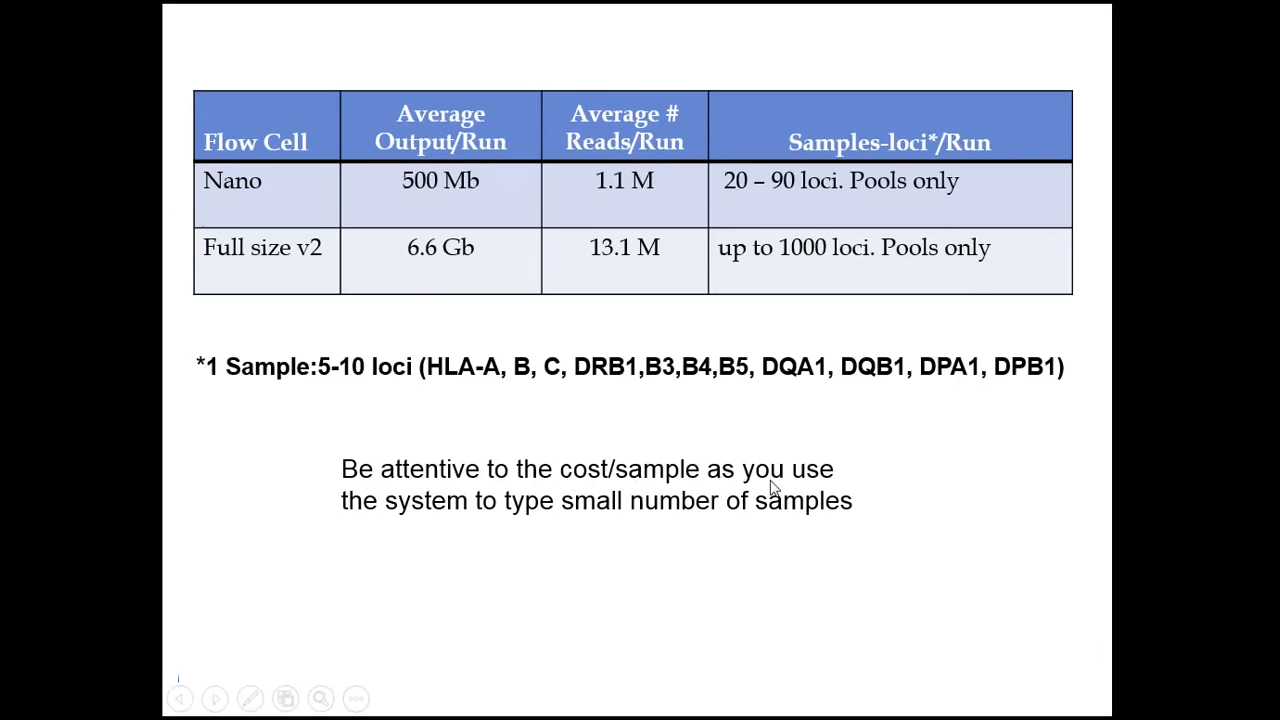 Flow Cell Average Output/Run Average # Reads/Run Samples-loci*/Run
Nano 500 Mb 1.1 M 20 – 90 loci. Pools only
Full size v2 6.6 Gb 13.1 M up to 1000 loci. Pools only
*1 Sample:5-10 loci (HLA-A, B, C, DRB1,B3,B4,B5, DQA1, DQB1, DPA1, DPB1)
Be attentive to the cost/sample as you use
the system to type small number of samples